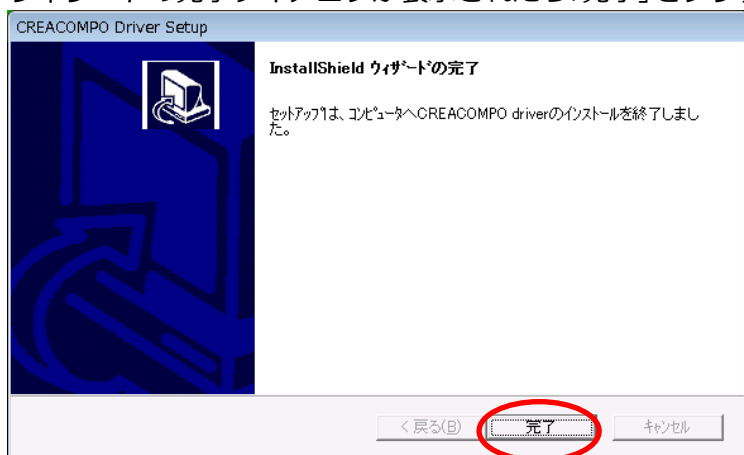 CREACOMPO Driver Setup
InstallShield ウィザードの完了
セットアップは、コンピュータへCREACOMPO driverのインストールを終了しまし
た。
< 戻る(B)
完了
キャンセル